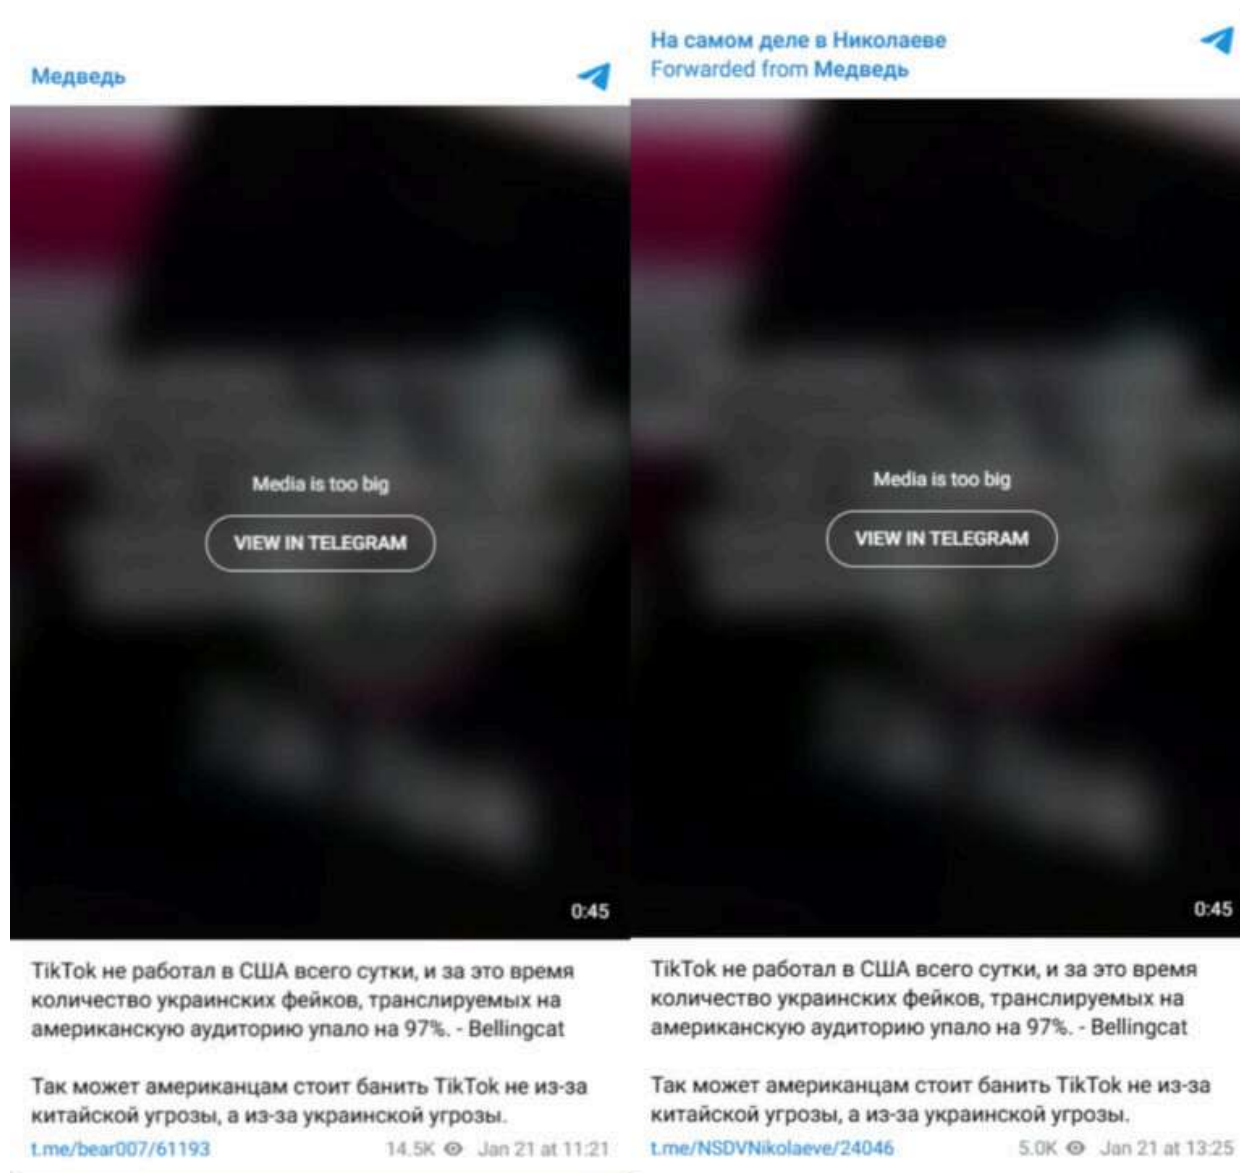 Медведь
Media is too big
VIEW IN TELEGRAM
0:45
TikTok не работал в США всего сутки, и за это время
количество украинских фейков, транслируемых на
американскую аудиторию упало на 97%. - Bellingcat
Так может американцам стоит банить TikTok не из-за
китайской угрозы, а из-за украинской угрозы.
t.me/bear007/61193 14.5K Jan 21 at 11:21
На самом деле в Николаеве
Forwarded from Медведь
Media is too big
VIEW IN TELEGRAM
0:45
TikTok не работал в США всего сутки, и за это время
количество украинских фейков, транслируемых на
американскую аудиторию упало на 97%. - Bellingcat
Так может американцам стоит банить TikTok не из-за
китайской угрозы, а из-за украинской угрозы.
t.me/NSDVNikolaeve/24046 5.0K Jan 21 at 13:25